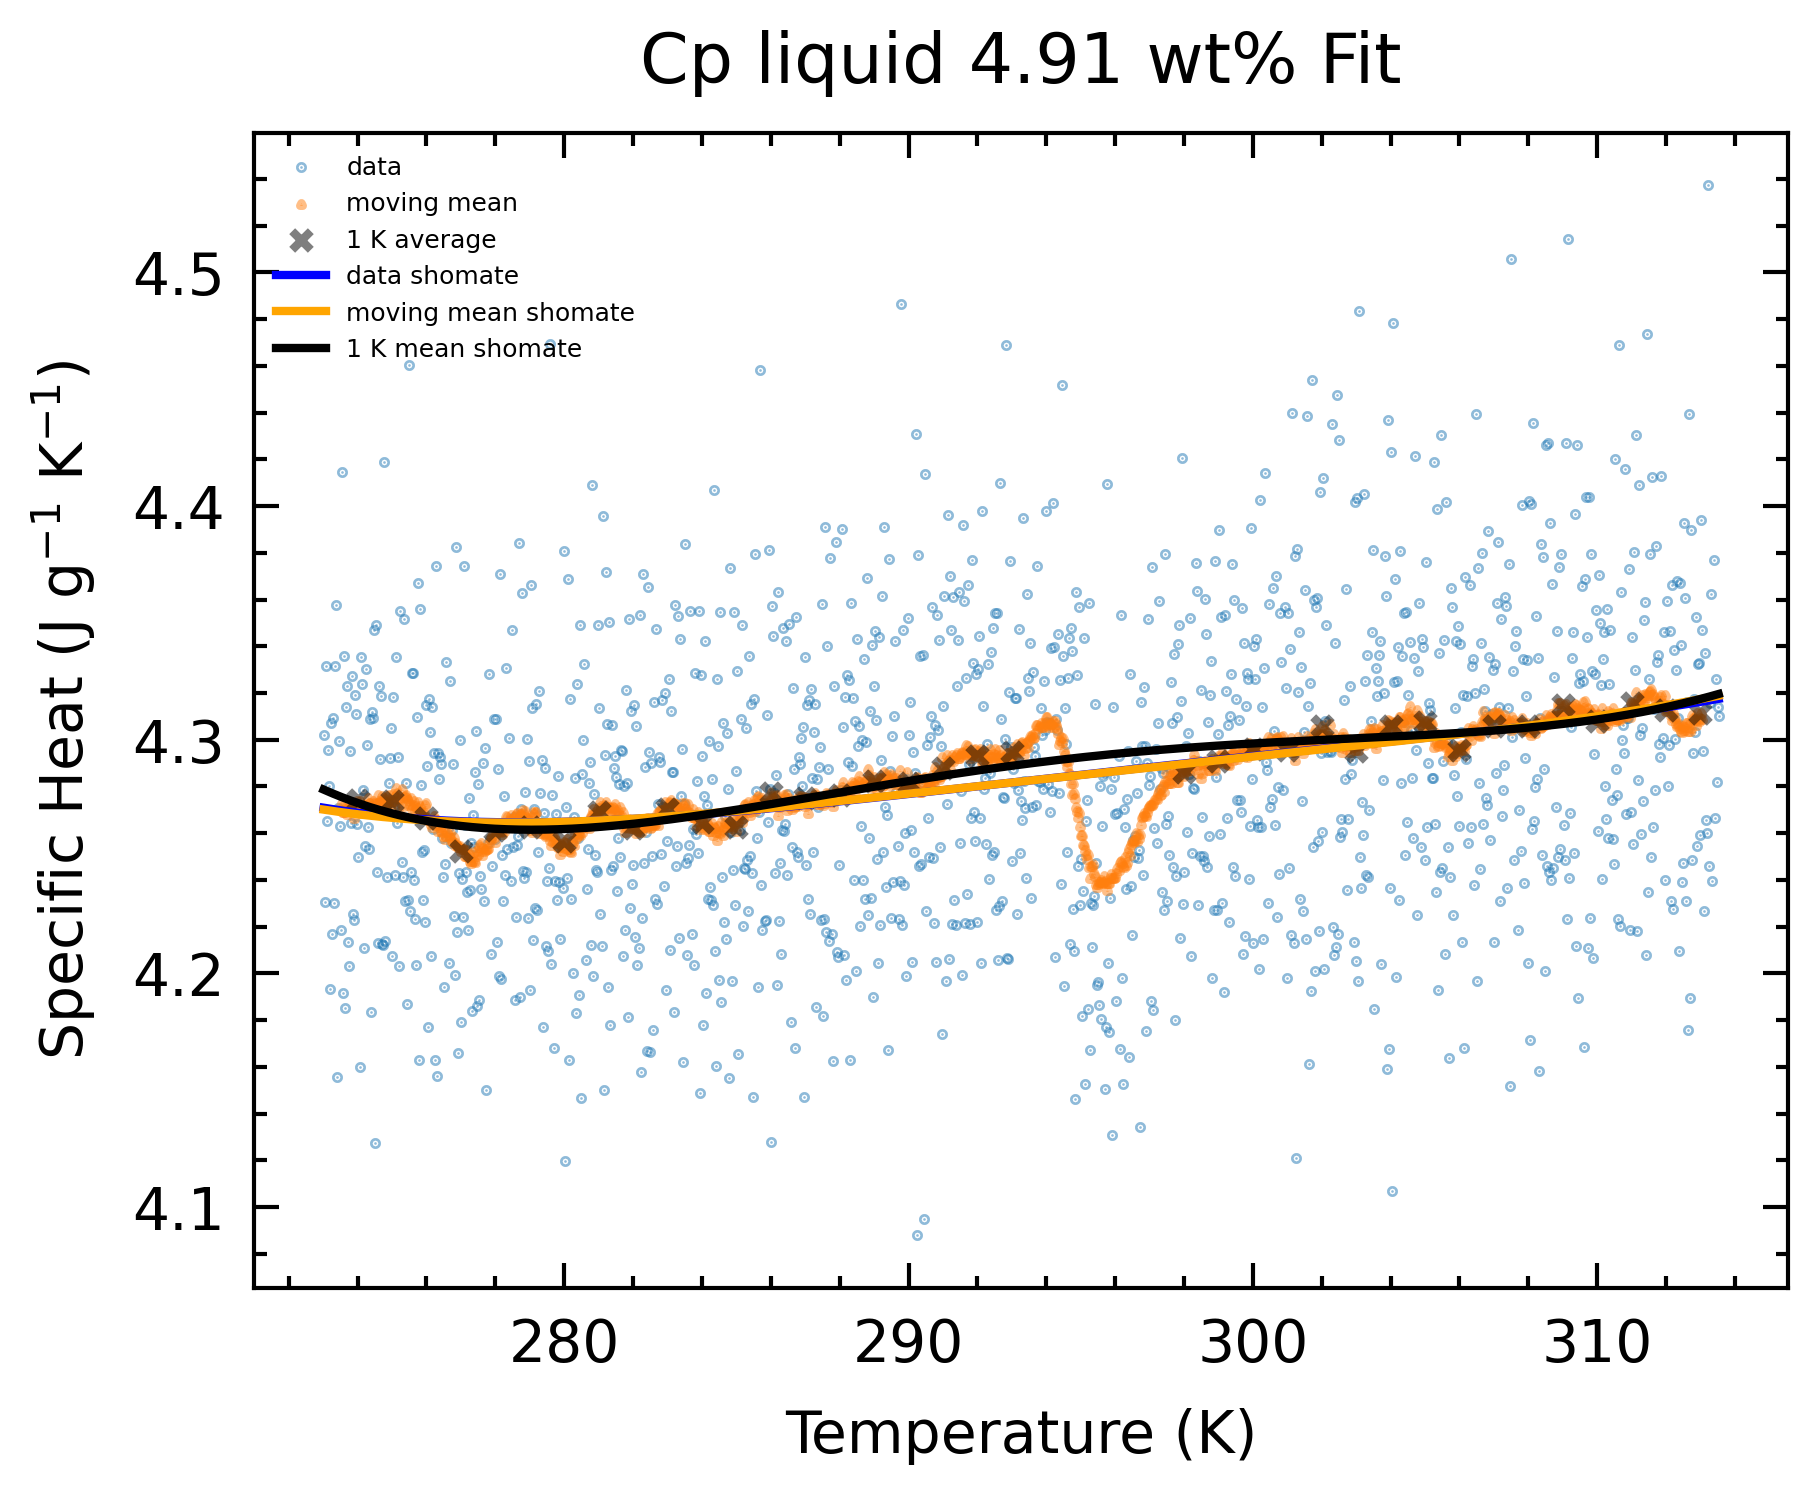 Cp liquid 4.91 wt% Fit
data
moving mean
1 K average
data shomate
moving mean shomate
1 K mean shomate
4.5
4.4
4.3
4.2
4.1
Specific Heat (J g⁻¹ K⁻¹)
280 290 300 310
Temperature (K)